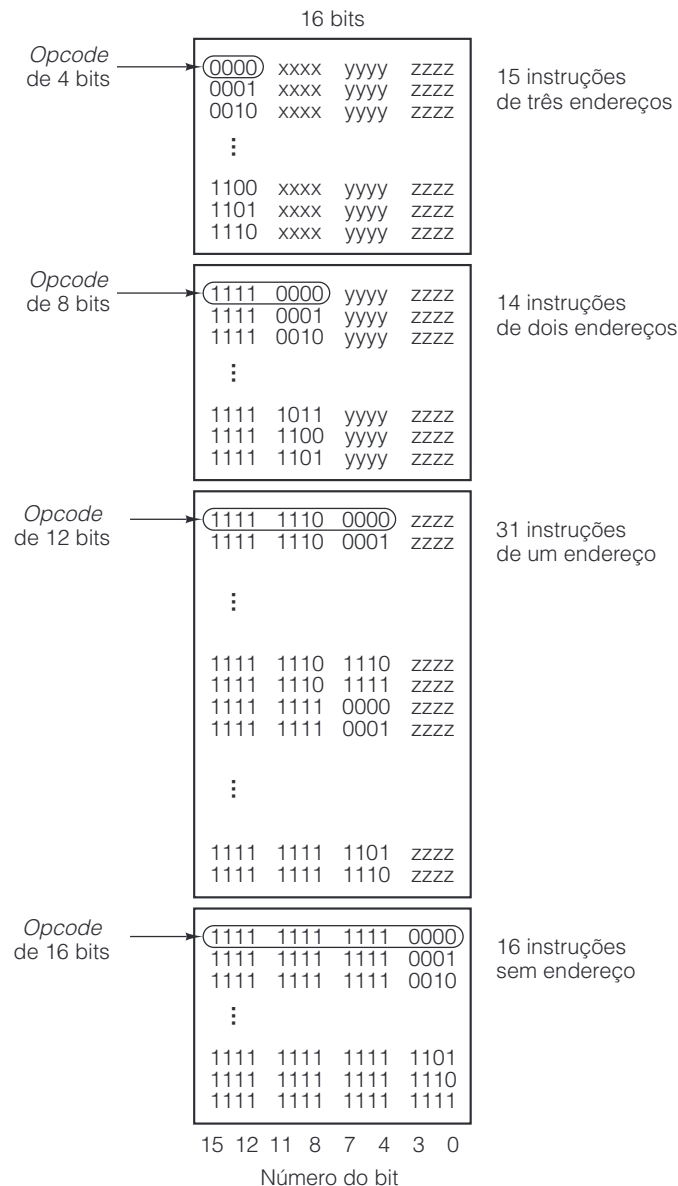 16 bits
Opcode
de 4 bits
0000 xxxx yyyy zzzz
0001 xxxx yyyy zzzz
0010 xxxx yyyy zzzz
⋮
1100 xxxx yyyy zzzz
1101 xxxx yyyy zzzz
1110 xxxx yyyy zzzz
15 instruções
de três endereços
Opcode
de 8 bits
1111 0000 yyyy zzzz
1111 0001 yyyy zzzz
1111 0010 yyyy zzzz
⋮
1111 1011 yyyy zzzz
1111 1100 yyyy zzzz
1111 1101 yyyy zzzz
14 instruções
de dois endereços
Opcode
de 12 bits
1111 1110 0000 zzzz
1111 1110 0001 zzzz
⋮
1111 1110 1110 zzzz
1111 1110 1111 zzzz
1111 1111 0000 zzzz
1111 1111 0001 zzzz
⋮
1111 1111 1101 zzzz
1111 1111 1110 zzzz
31 instruções
de um endereço
Opcode
de 16 bits
1111 1111 1111 0000
1111 1111 1111 0001
1111 1111 1111 0010
⋮
1111 1111 1111 1101
1111 1111 1111 1110
1111 1111 1111 1111
16 instruções
sem endereço
15 12 11 8 7 4 3 0
Número do bit